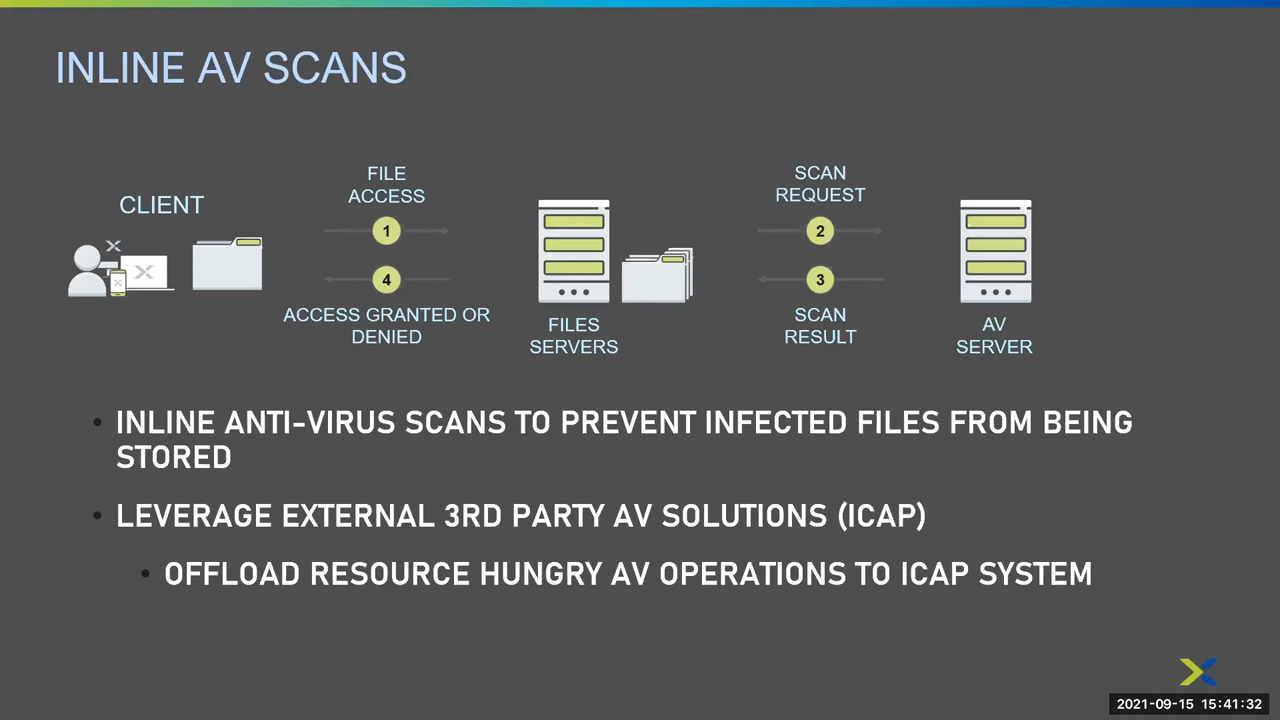 INLINE AV SCANS
CLIENT
FILE
ACCESS
1
4
ACCESS GRANTED OR
DENIED
FILES
SERVERS
SCAN
REQUEST
2
3
SCAN
RESULT
AV
SERVER
• INLINE ANTI-VIRUS SCANS TO PREVENT INFECTED FILES FROM BEING
STORED
• LEVERAGE EXTERNAL 3RD PARTY AV SOLUTIONS (ICAP)
• OFFLOAD RESOURCE HUNGRY AV OPERATIONS TO ICAP SYSTEM
2021-09-15 15:41:32